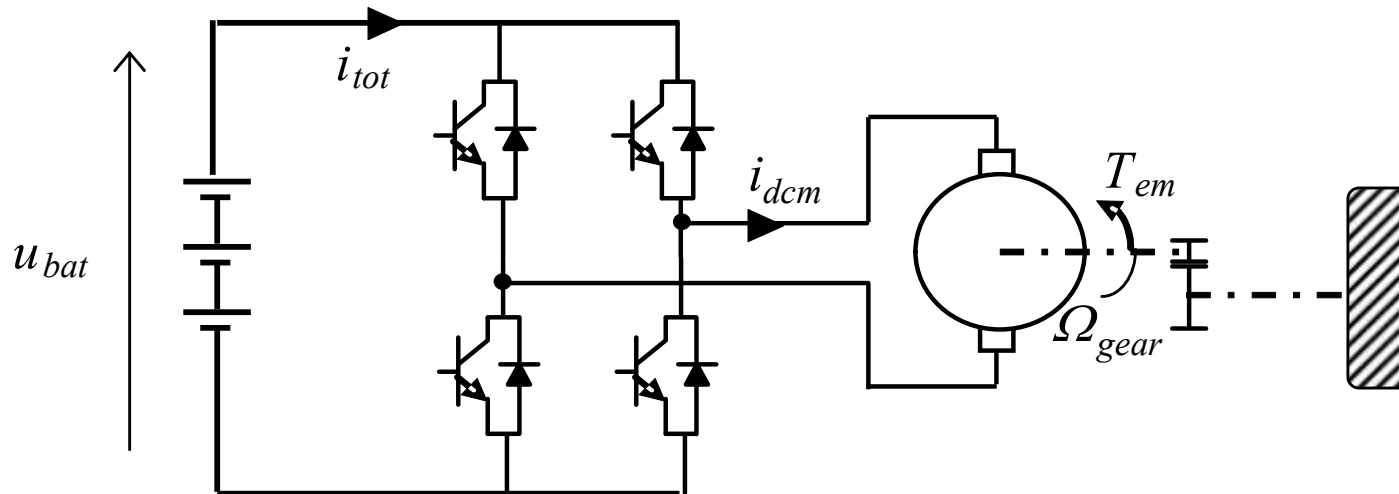 i_tot
i_dcm
T_em
u_bat
Ω_gear